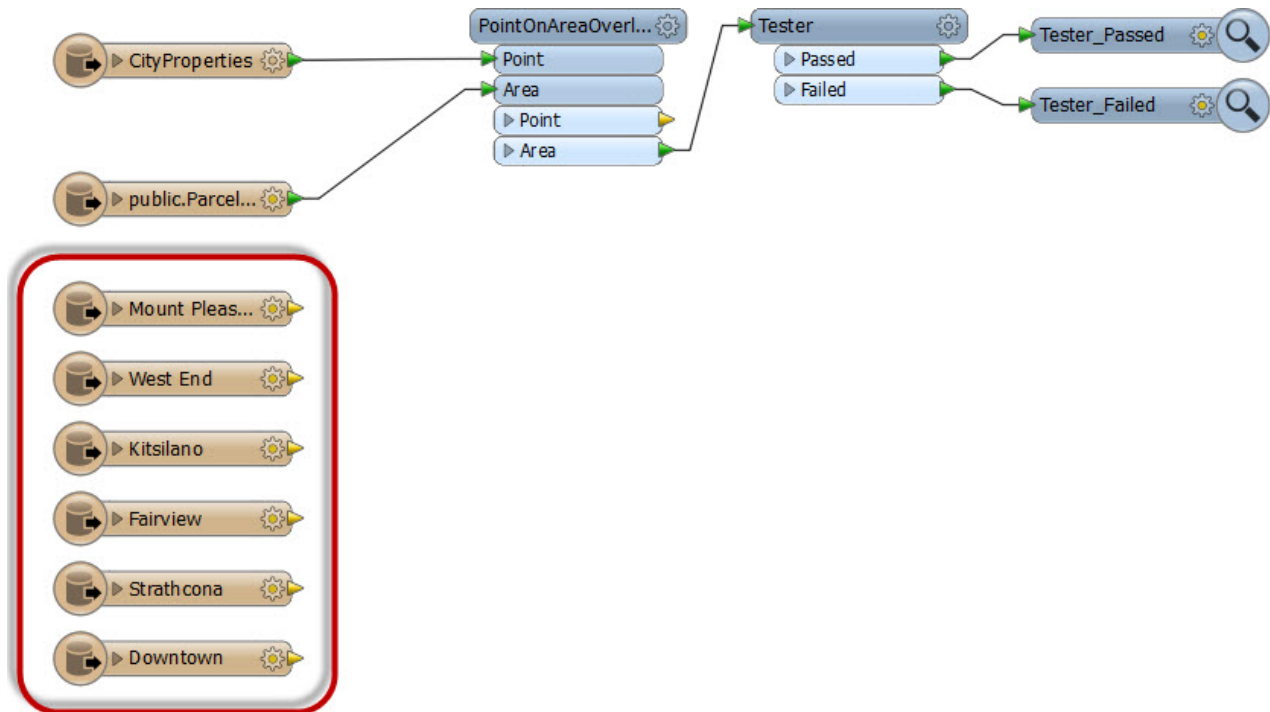 CityProperties
public.Parcel...
Mount Pleas...
West End
Kitsilano
Fairview
Strathcona
Downtown
PointOnAreaOverl...
Point
Area
Point
Area
Tester
Passed
Failed
Tester_Passed
Tester_Failed